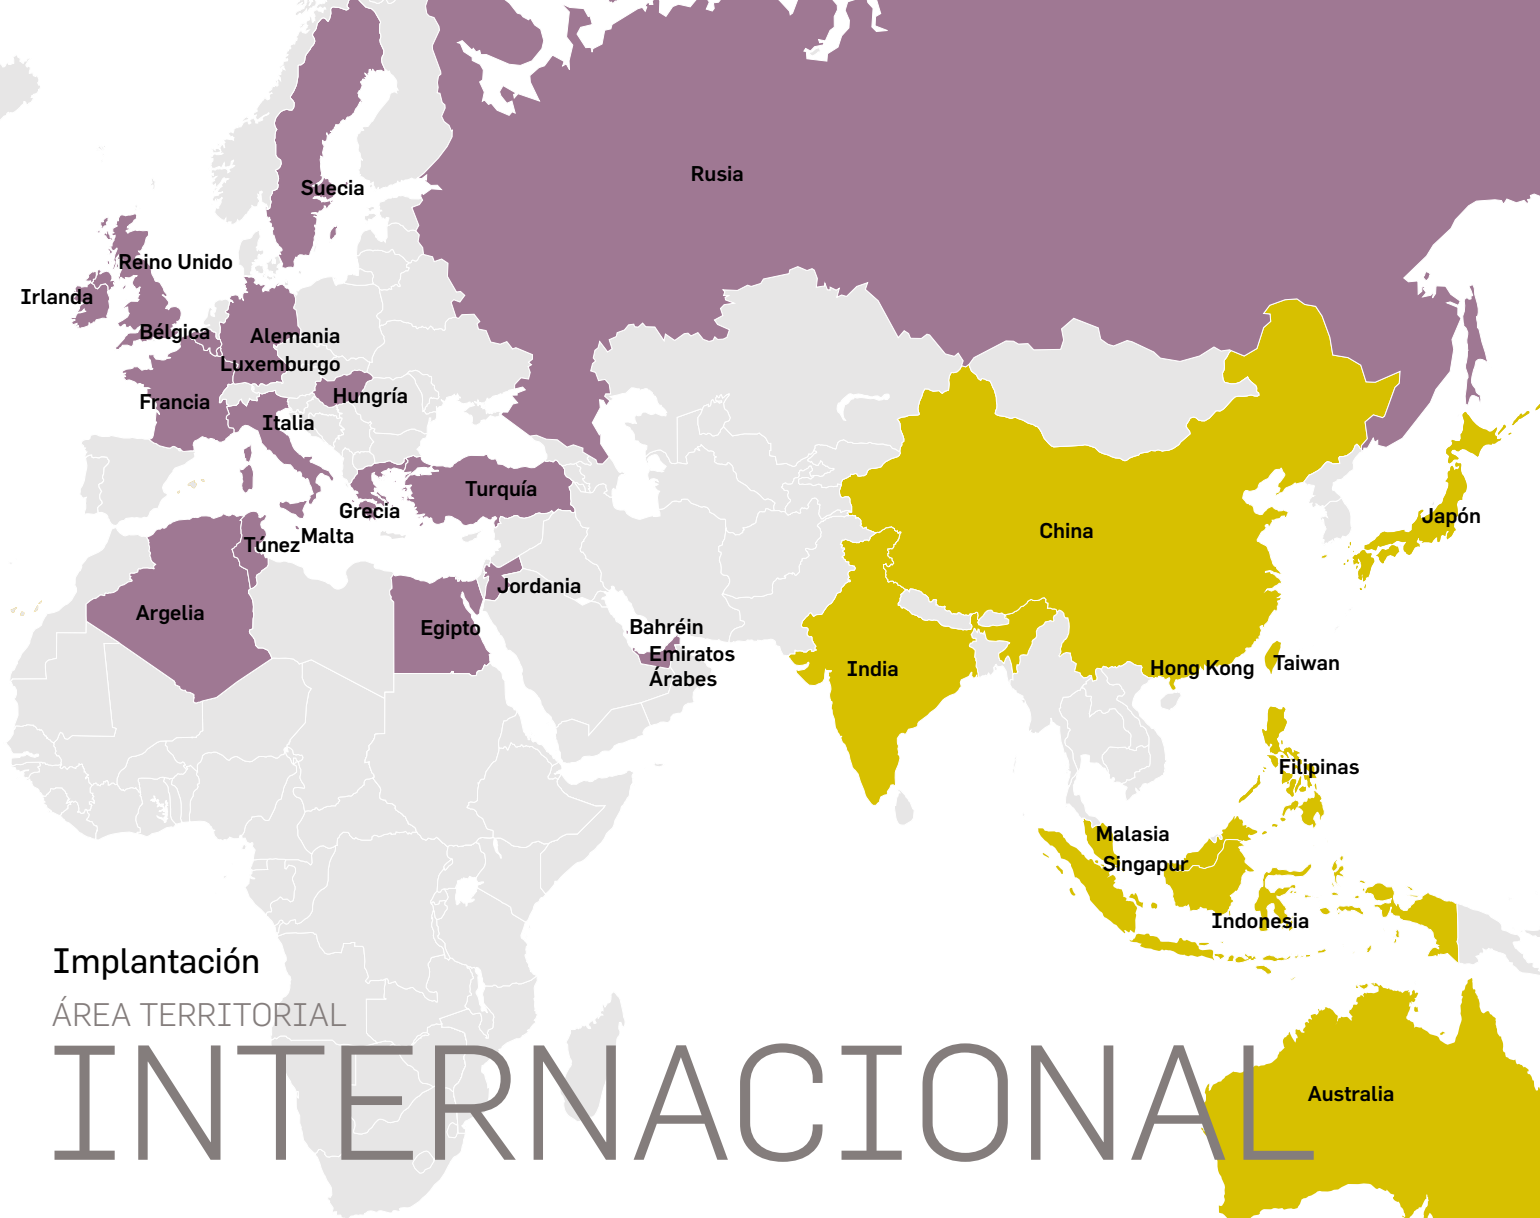 Rusia
Suecia
Reino Unido
Irlanda
Bélgica
Alemania
Luxemburgo
Francia
Hungría
Italia
Turquía
Grecia
Malta
Túnez
Argelia
Egipto
Jordania
Bahréin
Emiratos
Árabes
China
Japón
India
Hong Kong
Taiwan
Filipinas
Malasia
Singapur
Indonesia
Australia
Implantación
ÁREA TERRITORIAL
INTERNACIONAL